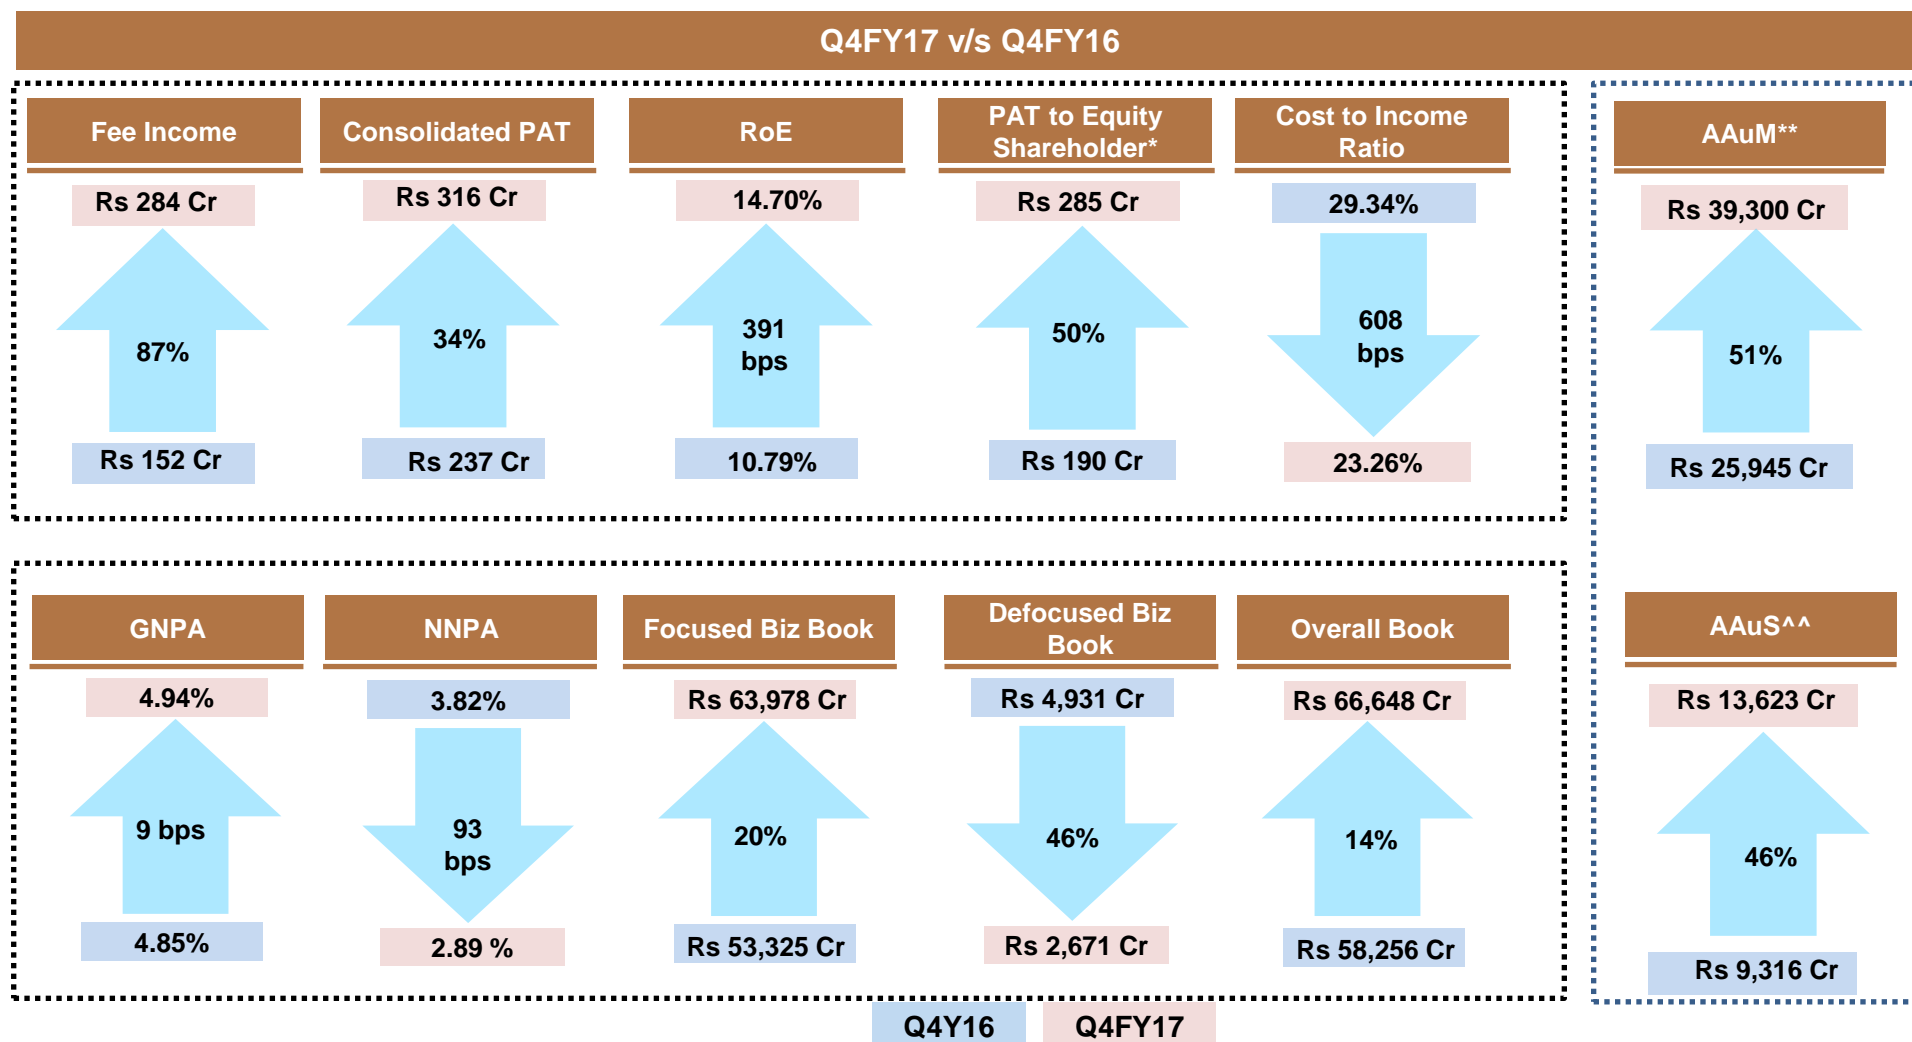 Q4FY17 v/s Q4FY16
Fee Income
Rs 284 Cr
87%
Rs 152 Cr
Consolidated PAT
Rs 316 Cr
34%
Rs 237 Cr
RoE
14.70%
391
bps
10.79%
PAT to Equity
Shareholder*
Rs 285 Cr
50%
Rs 190 Cr
Cost to Income
Ratio
29.34%
608
bps
23.26%
AAuM**
Rs 39,300 Cr
51%
Rs 25,945 Cr
GNPA
4.94%
9 bps
4.85%
NNPA
3.82%
93
bps
2.89 %
Focused Biz Book
Rs 63,978 Cr
20%
Rs 53,325 Cr
Defocused Biz
Book
Rs 4,931 Cr
46%
Rs 2,671 Cr
Overall Book
Rs 66,648 Cr
14%
Rs 58,256 Cr
AAuS^^
Rs 13,623 Cr
46%
Rs 9,316 Cr
Q4Y16
Q4FY17